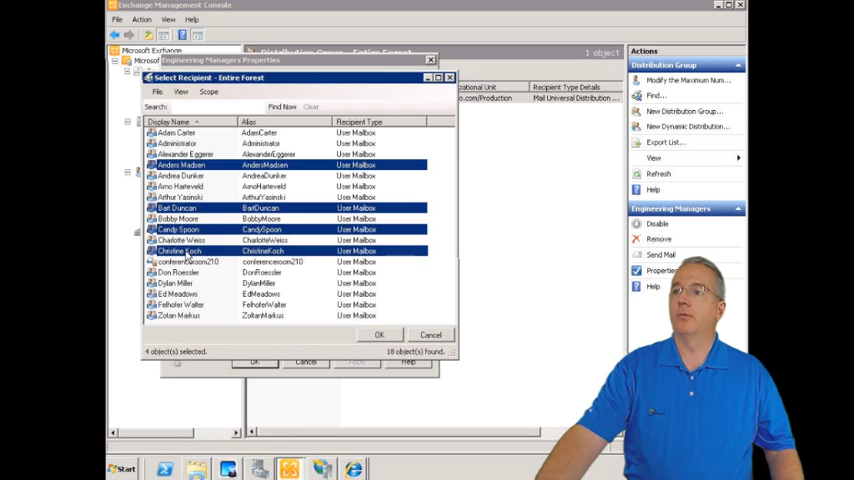 Exchange Management Console
File Action View Help
Microsoft Exchange
Distribution Group - Entire Forest
1 object
Actions
Engineering Managers Properties
Distribution Group
Select Recipient - Entire Forest
Modify the Maximum Num...
zational Unit Recipient Type Details
File View Scope
Find...
o.com/Production Mail Universal Distribution ...
Search: Find Now Clear
New Distribution Group...
Display Name Alias Recipient Type
New Dynamic Distribution...
Adam Carter AdamCarter User Mailbox
Administrator Administrator User Mailbox
Export List...
Alexander Eggerer AlexanderEggerer User Mailbox
View
Anders Madsen AndersMadsen User Mailbox
Andrea Dunker AndreaDunker User Mailbox
Refresh
Arno Harteveld ArnoHarteveld User Mailbox
Help
Arthur Yasinski ArthurYasinski User Mailbox
Bart Duncan BartDuncan User Mailbox
Engineering Managers
Bobby Moore BobbyMoore User Mailbox
Disable
Candy Spoon CandySpoon User Mailbox
Charlotte Weiss CharlotteWeiss User Mailbox
Remove
Christine Koch ChristineKoch User Mailbox
Send Mail
conferenceroom210 conferenceroom210 User Mailbox
Don Roessler DonRoessler User Mailbox
Properti
Dylan Miller DylanMiller User Mailbox
Help
Ed Meadows EdMeadows User Mailbox
Felhofer Walter FelhoferWalter User Mailbox
Zoltan Markus ZoltanMarkus User Mailbox
OK Cancel
4 object(s) selected. 18 object(s) found.
OK Cancel Apply Help
Start